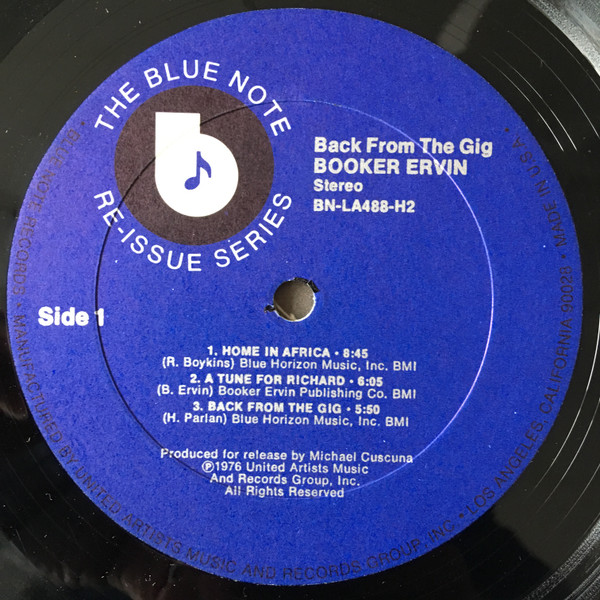 THE BLUE NOTE
RE-ISSUE SERIES
b
Back From The Gig
BOOKER ERVIN
Stereo
BN-LA488-H2
Side 1
1. HOME IN AFRICA • 8:45
(R. Boykins) Blue Horizon Music, Inc. BMI
2. A TUNE FOR RICHARD • 6:05
(B. Ervin) Booker Ervin Publishing Co. BMI
3. BACK FROM THE GIG • 5:50
(H. Parlan) Blue Horizon Music, Inc. BMI
Produced for release by Michael Cuscuna
℗1976 United Artists Music
And Records Group, Inc.
All Rights Reserved
RECORDS • MANUFACTURED BY UNITED ARTISTS MUSIC AND RECORDS GROUP, INC. • LOS ANGELES, CALIFORNIA 90028 • MADE IN U.S.A. •